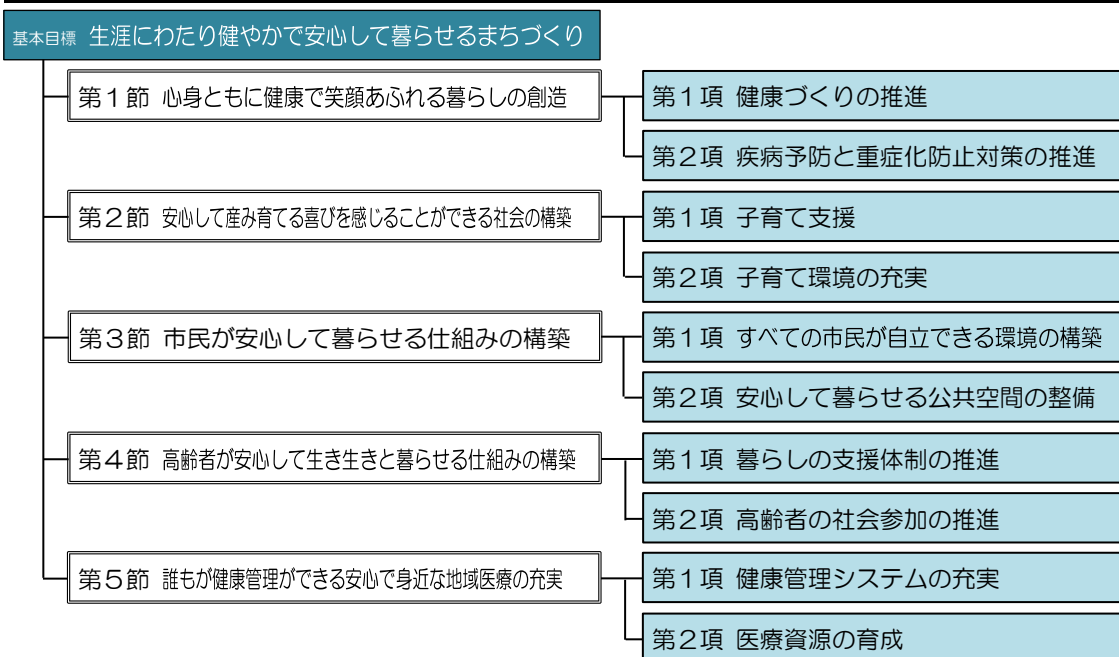 基本目標 生涯にわたり健やかで安心して暮らせるまちづくり
第1節 心身ともに健康で笑顔あふれる暮らしの創造
第1項 健康づくりの推進
第2項 疾病予防と重症化防止対策の推進
第2節 安心して産み育てる喜びを感じることができる社会の構築
第1項 子育て支援
第2項 子育て環境の充実
第3節 市民が安心して暮らせる仕組みの構築
第1項 すべての市民が自立できる環境の構築
第2項 安心して暮らせる公共空間の整備
第4節 高齢者が安心して生き生きと暮らせる仕組みの構築
第1項 暮らしの支援体制の推進
第2項 高齢者の社会参加の推進
第5節 誰もが健康管理ができる安心で身近な地域医療の充実
第1項 健康管理システムの充実
第2項 医療資源の育成